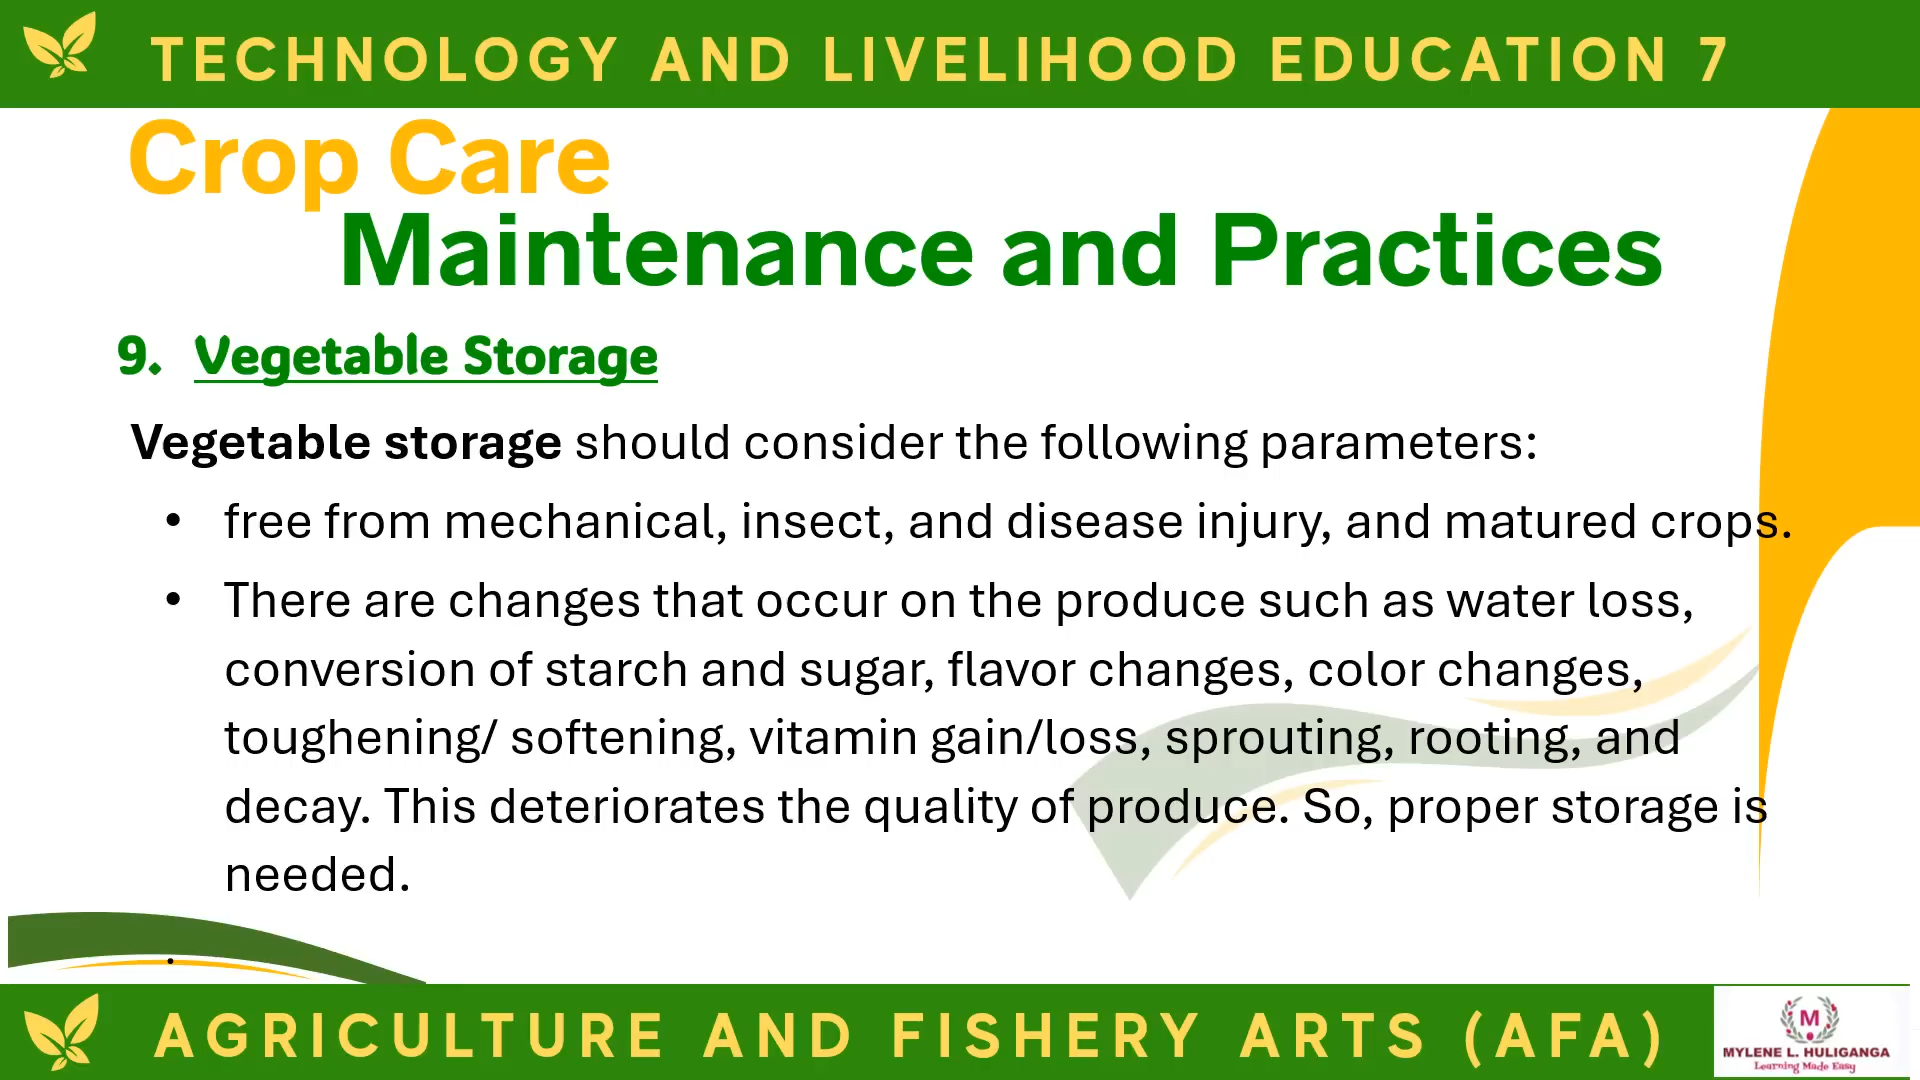 TECHNOLOGY AND LIVELIHOOD EDUCATION 7
Crop Care
Maintenance and Practices
9. Vegetable Storage
Vegetable storage should consider the following parameters:
• free from mechanical, insect, and disease injury, and matured crops.
• There are changes that occur on the produce such as water loss,
conversion of starch and sugar, flavor changes, color changes,
toughening/ softening, vitamin gain/loss, sprouting, rooting, and
decay. This deteriorates the quality of produce. So, proper storage is
needed.
AGRICULTURE AND FISHERY ARTS (AFA)
M
MYLENE L. HULIGANGA
Learning Made Easy